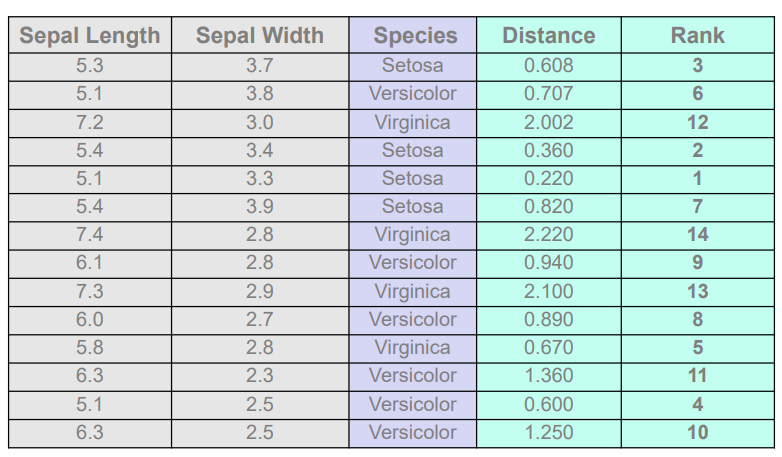 Sepal Length Sepal Width Species Distance Rank
5.3 3.7 Setosa 0.608 3
5.1 3.8 Versicolor 0.707 6
7.2 3.0 Virginica 2.002 12
5.4 3.4 Setosa 0.360 2
5.1 3.3 Setosa 0.220 1
5.4 3.9 Setosa 0.820 7
7.4 2.8 Virginica 2.220 14
6.1 2.8 Versicolor 0.940 9
7.3 2.9 Virginica 2.100 13
6.0 2.7 Versicolor 0.890 8
5.8 2.8 Virginica 0.670 5
6.3 2.3 Versicolor 1.360 11
5.1 2.5 Versicolor 0.600 4
6.3 2.5 Versicolor 1.250 10